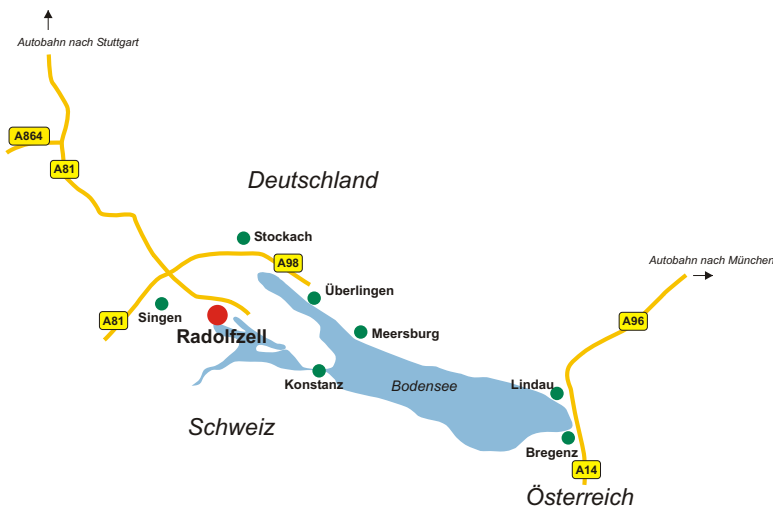 Autobahn nach Stuttgart
A864
A81
Deutschland
Stockach
Autobahn nach München
A98
Überlingen
A81
Singen
A96
Radolfzell
Meersburg
Konstanz
Bodensee
Lindau
Schweiz
Bregenz
A14
Österreich